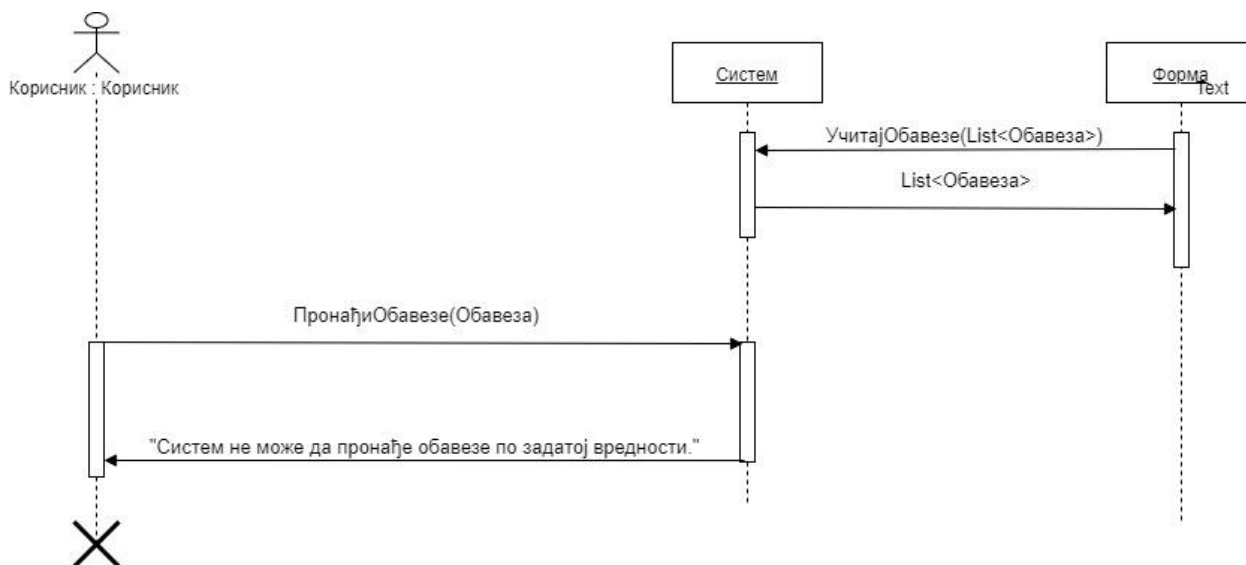 Корисник : Корисник
Систем
Форма
Text
УчитајОбавезе(List<Обавеза>)
List<Обавеза>
ПронађиОбавезе(Обавеза)
"Систем не може да пронађе обавезе по задатој вредности."